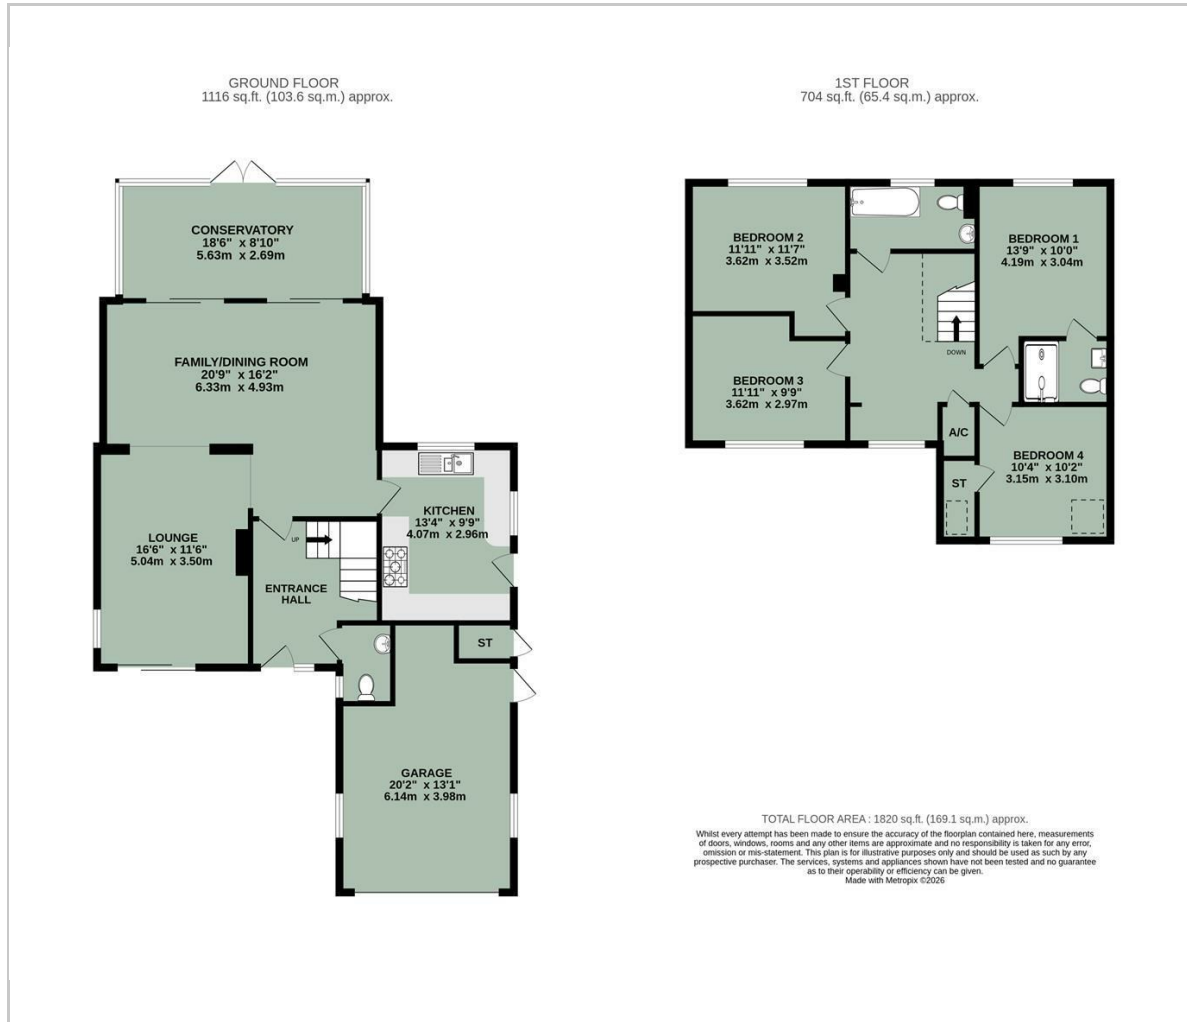 GROUND FLOOR
1116 sq.ft. (103.6 sq.m.) approx.
CONSERVATORY
18'6" x 8'10"
5.63m x 2.69m
FAMILY/DINING ROOM
20'9" x 16'2"
6.33m x 4.93m
KITCHEN
13'4" x 9'9"
4.07m x 2.96m
LOUNGE
16'6" x 11'6"
5.04m x 3.50m
UP
ENTRANCE
HALL
ST
GARAGE
20'2" x 13'1"
6.14m x 3.98m
1ST FLOOR
704 sq.ft. (65.4 sq.m.) approx.
BEDROOM 2
11'11" x 11'7"
3.62m x 3.52m
BEDROOM 1
13'9" x 10'0"
4.19m x 3.04m
DOWN
BEDROOM 3
11'11" x 9'9"
3.62m x 2.97m
A/C
BEDROOM 4
10'4" x 10'2"
3.15m x 3.10m
ST
TOTAL FLOOR AREA : 1820 sq.ft. (169.1 sq.m.) approx.
Whilst every attempt has been made to ensure the accuracy of the floorplan contained here, measurements
of doors, windows, rooms and any other items are approximate and no responsibility is taken for any error,
omission or mis-statement. This plan is for illustrative purposes only and should be used as such by any
prospective purchaser. The services, systems and appliances shown have not been tested and no guarantee
as to their operability or efficiency can be given.
Made with Metropix ©2026